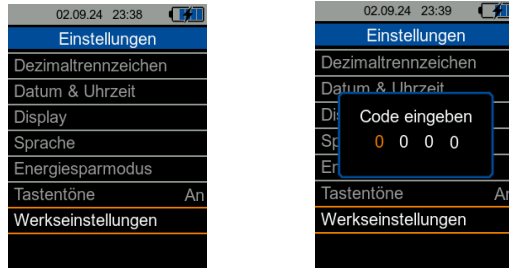 02.09.24 23:38
Einstellungen
Dezimaltrennzeichen
Datum & Uhrzeit
Display
Sprache
Energiesparmodus
Tastentöne An
Werkseinstellungen
02.09.24 23:39
Einstellungen
Dezimaltrennzeichen
Datum & Uhrzeit
Code eingeben
0 0 0 0
Tastentöne
Werkseinstellungen